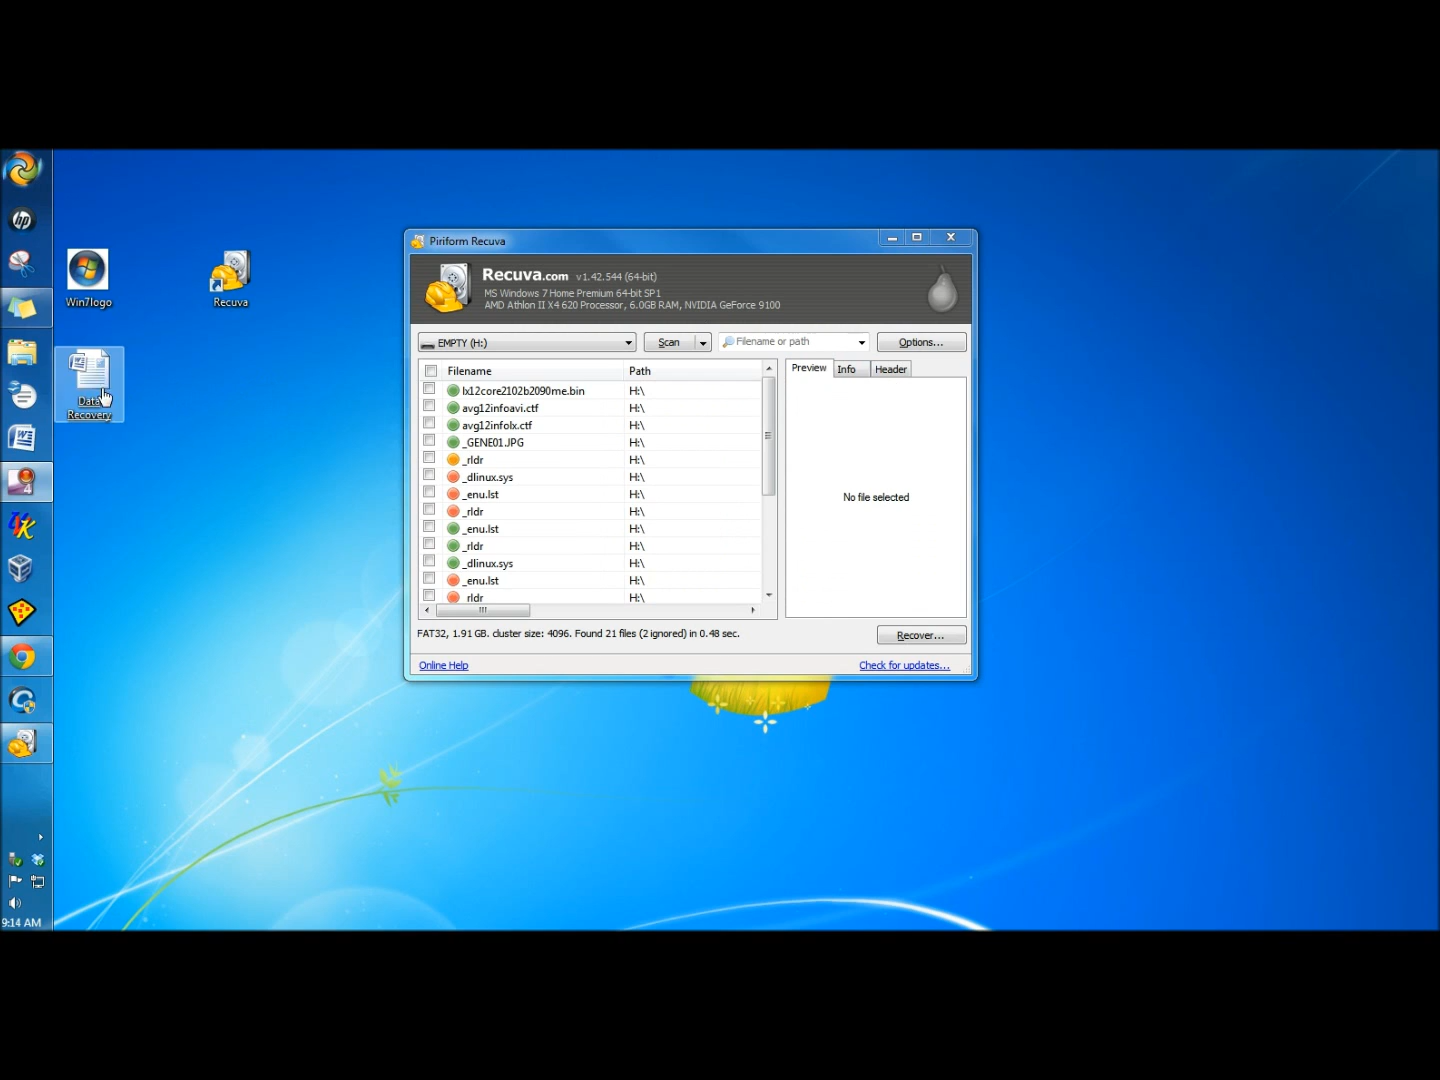 Win7logo
Recuva
Data
Recovery
9:14 AM
Piriform Recuva
Recuva.com v1.42.544 (64-bit)
MS Windows 7 Home Premium 64-bit SP1
AMD Athlon II X4 620 Processor, 6.0GB RAM, NVIDIA GeForce 9100
EMPTY (H:)
Scan
Filename or path
Options...
Filename Path
lx12core2102b2090me.bin H:\
avg12infoavi.ctf H:\
avg12infolx.ctf H:\
_GENE01.JPG H:\
_rldr H:\
_dlinux.sys H:\
_enu.lst H:\
_rldr H:\
_enu.lst H:\
_rldr H:\
_dlinux.sys H:\
_enu.lst H:\
_rldr H:\
Preview Info Header
No file selected
FAT32, 1.91 GB. cluster size: 4096. Found 21 files (2 ignored) in 0.48 sec.
Recover...
Online Help
Check for updates...
hp
4